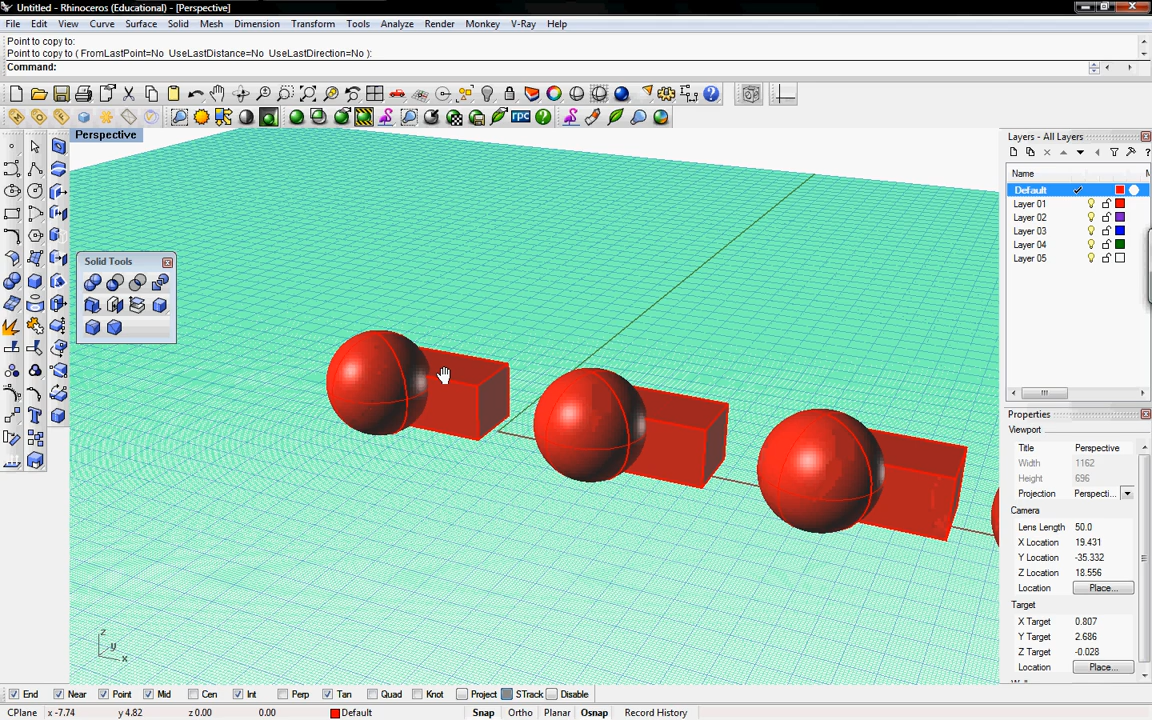 Untitled - Rhinoceros (Educational) - [Perspective]
File Edit View Curve Surface Solid Mesh Dimension Transform Tools Analyze Render Monkey V-Ray Help
Point to copy to:
Point to copy to ( FromLastPoint=No UseLastDistance=No UseLastDirection=No ):
Command:
Perspective
Layers - All Layers
Name
Default
Layer 01
Layer 02
Layer 03
Layer 04
Layer 05
Solid Tools
Properties
Viewport
Title Perspective
Width 1162
Height 696
Projection Perspecti...
Camera
Lens Length 50.0
X Location 19.431
Y Location -35.332
Z Location 18.556
Location Place...
Target
X Target 0.807
Y Target 2.686
Z Target -0.028
Location Place...
z
y
x
End Near Point Mid Cen Int Perp Tan Quad Knot Project STrack Disable
CPlane x -7.74 y 4.82 z 0.00 0.00 Default Snap Ortho Planar Osnap Record History